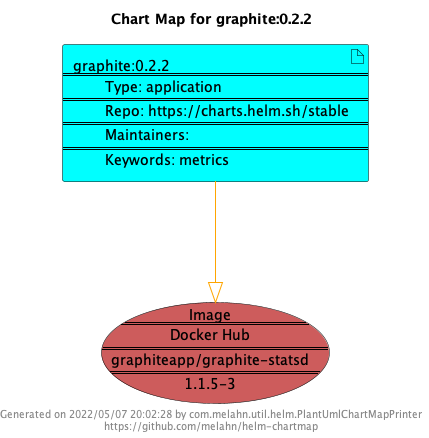 Chart Map for graphite:0.2.2
graphite:0.2.2
Type: application
Repo: https://charts.helm.sh/stable
Maintainers:
Keywords: metrics
Image
Docker Hub
graphiteapp/graphite-statsd
1.1.5-3
Generated on 2022/05/07 20:02:28 by com.melahn.util.helm.PlantUmlChartMapPrinter
https://github.com/melahn/helm-chartmap